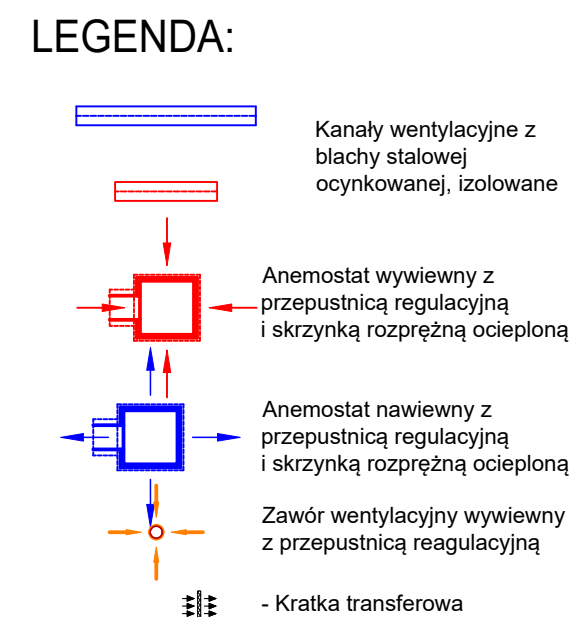 LEGENDA:
Kanały wentylacyjne z
blachy stalowej
ocynkowanej, izolowane
Anemostat wywiewny z
przepustnicą regulacyjną
i skrzynką rozprężną ocieploną
Anemostat nawiewny z
przepustnicą regulacyjną
i skrzynką rozprężną ocieploną
Zawór wentylacyjny wywiewny
z przepustnicą reagulacyjną
- Kratka transferowa